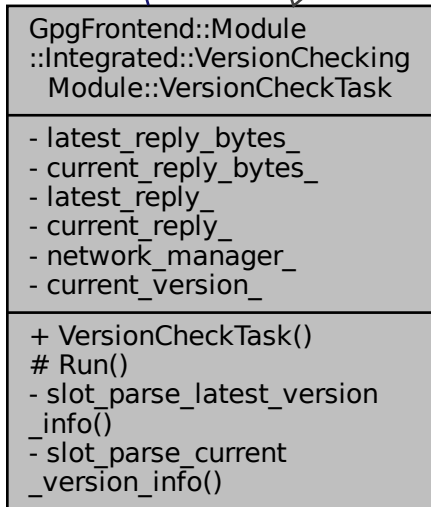 GpgFrontend::Module
::Integrated::VersionChecking
Module::VersionCheckTask
- latest_reply_bytes_
- current_reply_bytes_
- latest_reply_
- current_reply_
- network_manager_
- current_version_
+ VersionCheckTask()
# Run()
- slot_parse_latest_version
_info()
- slot_parse_current
_version_info()